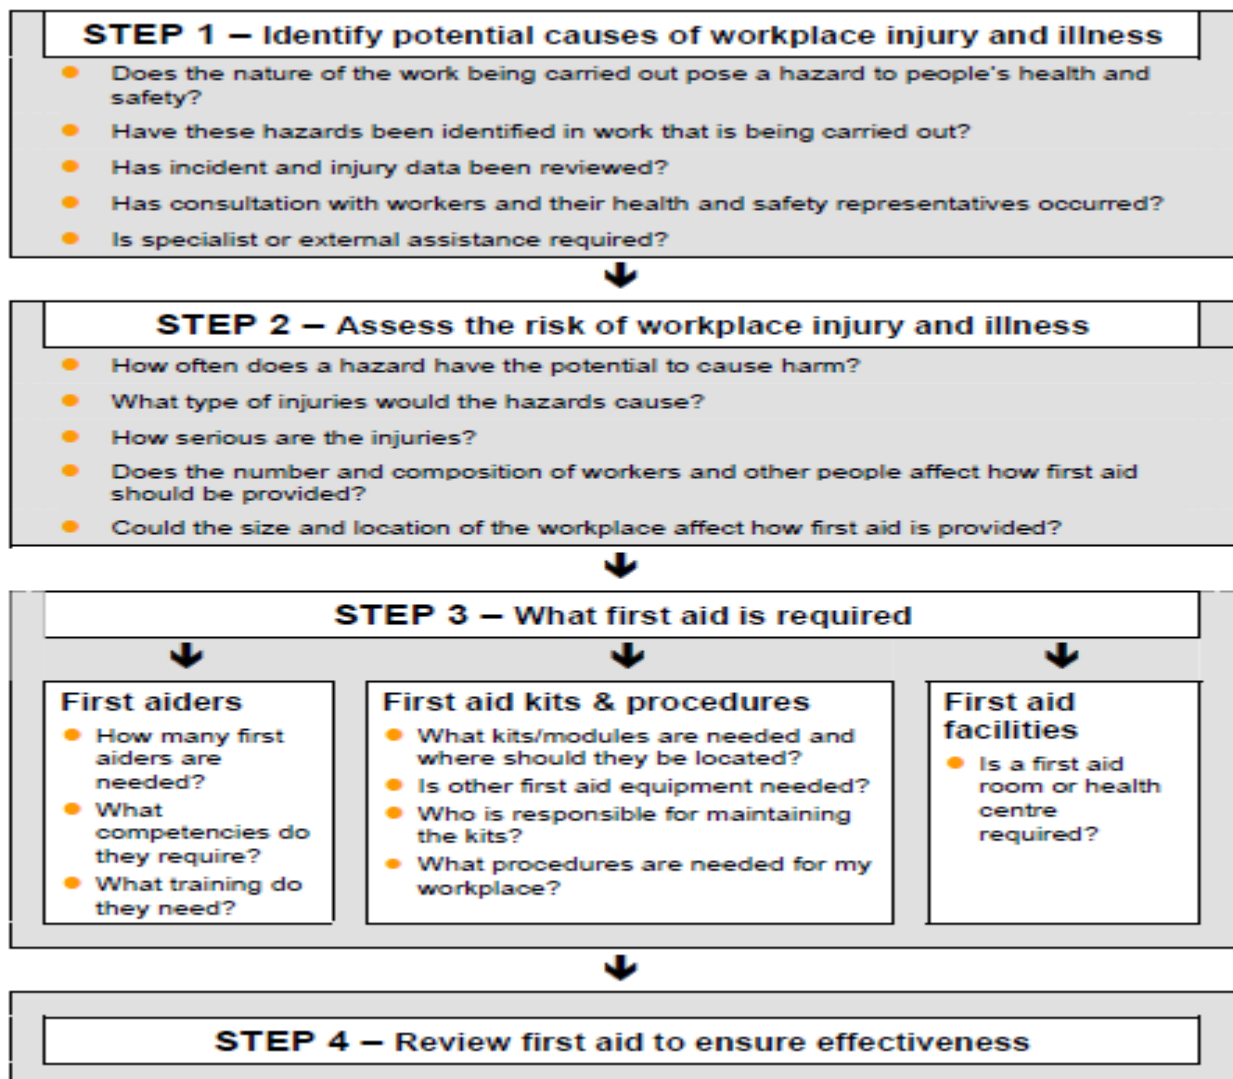 STEP 1 – Identify potential causes of workplace injury and illness
Does the nature of the work being carried out pose a hazard to people's health and
safety?
Have these hazards been identified in work that is being carried out?
Has incident and injury data been reviewed?
Has consultation with workers and their health and safety representatives occurred?
Is specialist or external assistance required?
STEP 2 – Assess the risk of workplace injury and illness
How often does a hazard have the potential to cause harm?
What type of injuries would the hazards cause?
How serious are the injuries?
Does the number and composition of workers and other people affect how first aid
should be provided?
Could the size and location of the workplace affect how first aid is provided?
STEP 3 – What first aid is required
First aiders
How many first
aiders are
needed?
What
competencies do
they require?
What training do
they need?
First aid kits & procedures
What kits/modules are needed and
where should they be located?
Is other first aid equipment needed?
Who is responsible for maintaining
the kits?
What procedures are needed for my
workplace?
First aid
facilities
Is a first aid
room or health
centre
required?
STEP 4 – Review first aid to ensure effectiveness